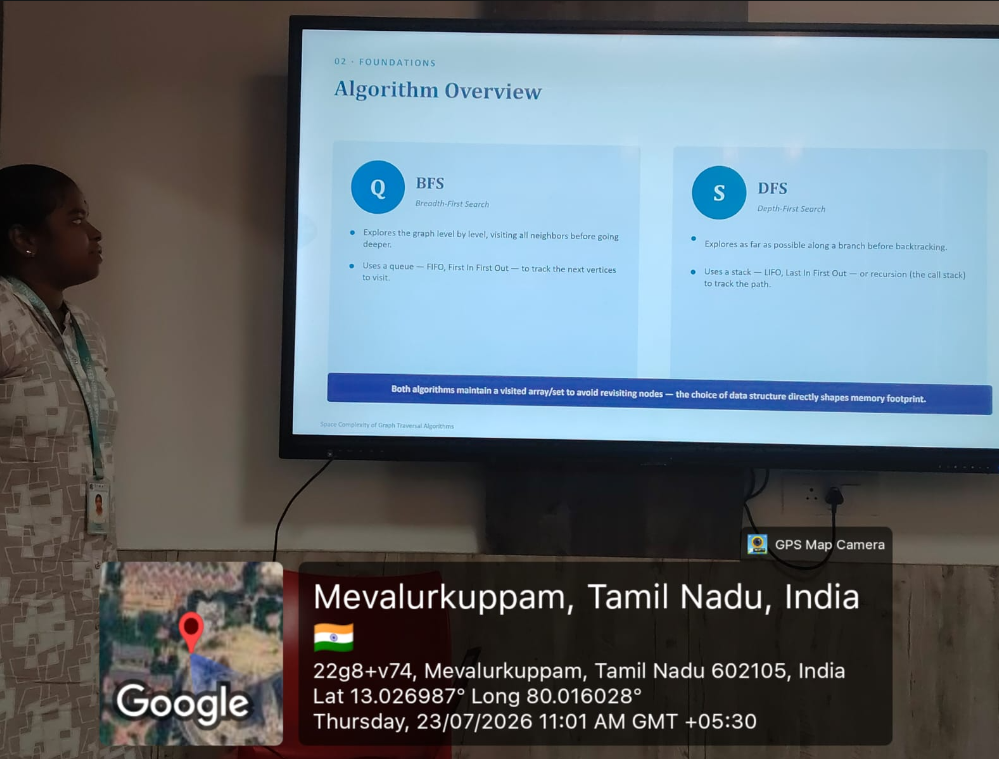 02 · FOUNDATIONS
Algorithm Overview
Q
BFS
Breadth-First Search
Explores the graph level by level, visiting all neighbors before going
deeper.
Uses a queue — FIFO, First In First Out — to track the next vertices
to visit.
S
DFS
Depth-First Search
Explores as far as possible along a branch before backtracking.
Uses a stack — LIFO, Last In First Out — or recursion (the call stack)
to track the path.
Both algorithms maintain a visited array/set to avoid revisiting nodes — the choice of data structure directly shapes memory footprint.
Space Complexity of Graph Traversal Algorithms
GPS Map Camera
Google
Mevalurkuppam, Tamil Nadu, India
22g8+v74, Mevalurkuppam, Tamil Nadu 602105, India
Lat 13.026987° Long 80.016028°
Thursday, 23/07/2026 11:01 AM GMT +05:30